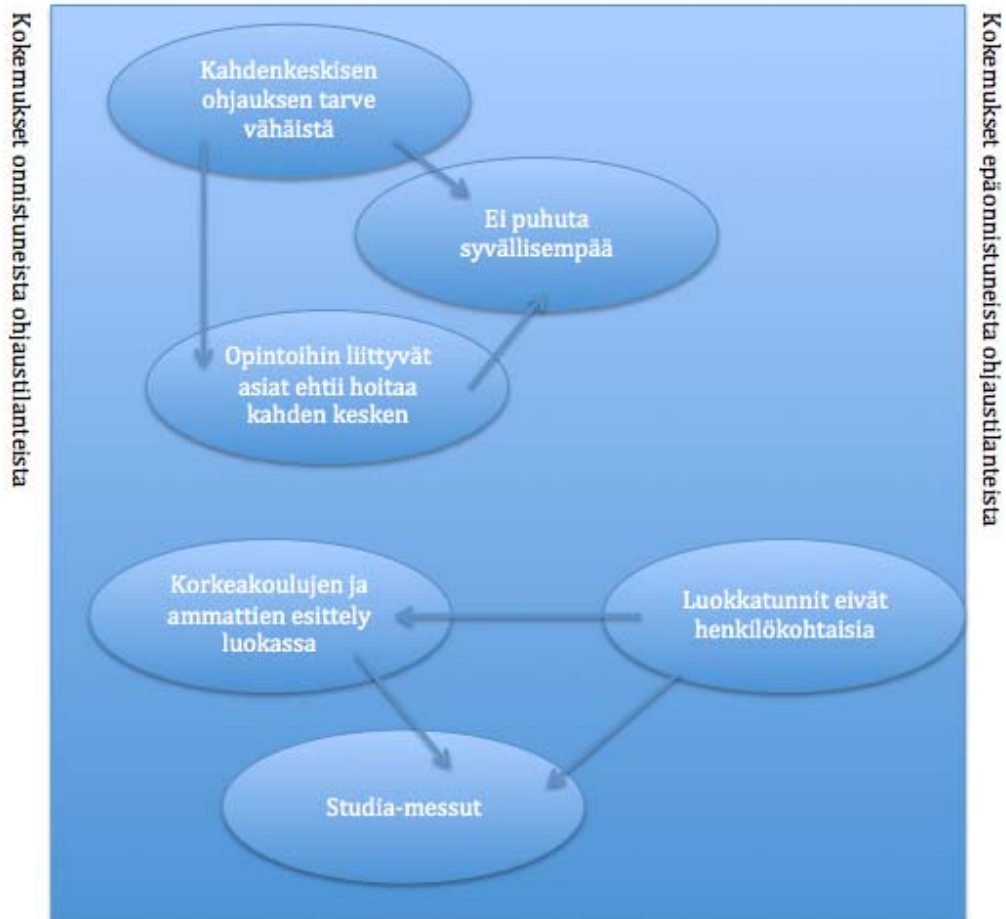 Kokemukset onnistuneista ohjaustilanteista
Kahdenkeskisen
ohjauksen tarve
vähäistä
Ei puhuta
syvällisempää
Opintoihin liittyvät
asiat ehtii hoitaa
kahden kesken
Korkeakoulujen ja
ammattien esittely
luokassa
Luokkatunnit eivät
henkilökohtaisia
Studia-messut
Kokemukset epäonnistuneista ohjaustilanteista